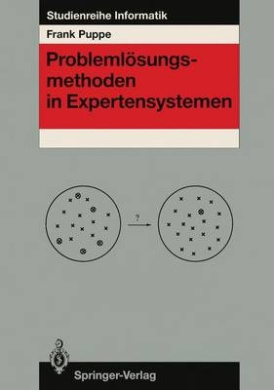 Studienreihe Informatik
Frank Puppe
Problemlösungs-
methoden
in Expertensystemen
?
Springer-Verlag